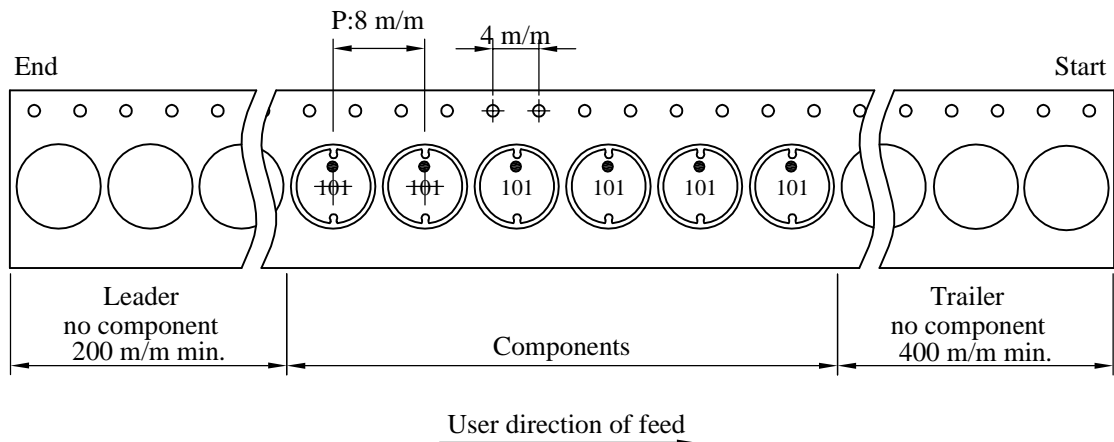 P:8 m/m
4 m/m
End
Start
101 101 101 101 101 101
Leader
no component
200 m/m min.
Components
Trailer
no component
400 m/m min.
User direction of feed